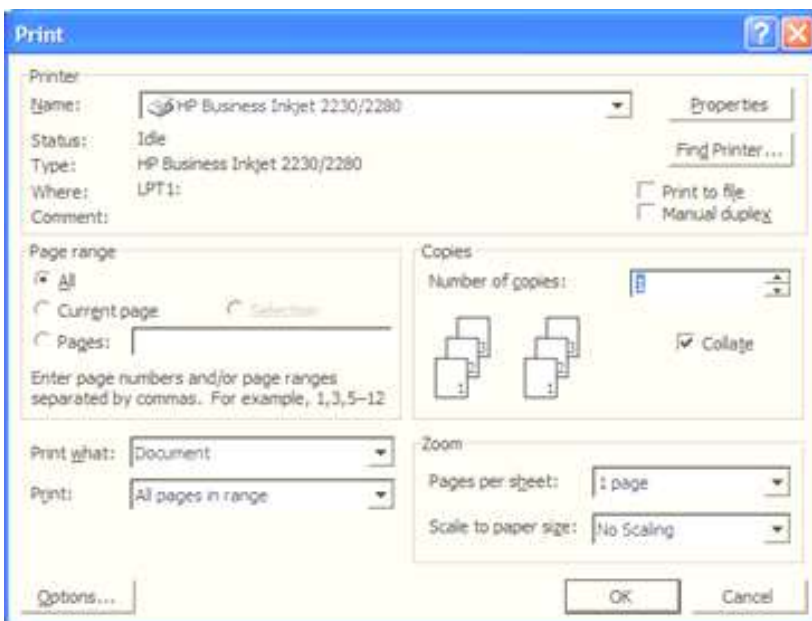 Print
Printer
Name: HP Business Inkjet 2230/2280
Properties
Status: Idle
Find Printer...
Type: HP Business Inkjet 2230/2280
Where: LPT1:
Print to file
Comment:
Manual duplex
Page range
All
Current page Selection
Pages:
Enter page numbers and/or page ranges
separated by commas. For example, 1,3,5–12
Copies
Number of copies: 1
Collate
Print what: Document
Print: All pages in range
Zoom
Pages per sheet: 1 page
Scale to paper size: No Scaling
Options...
OK
Cancel